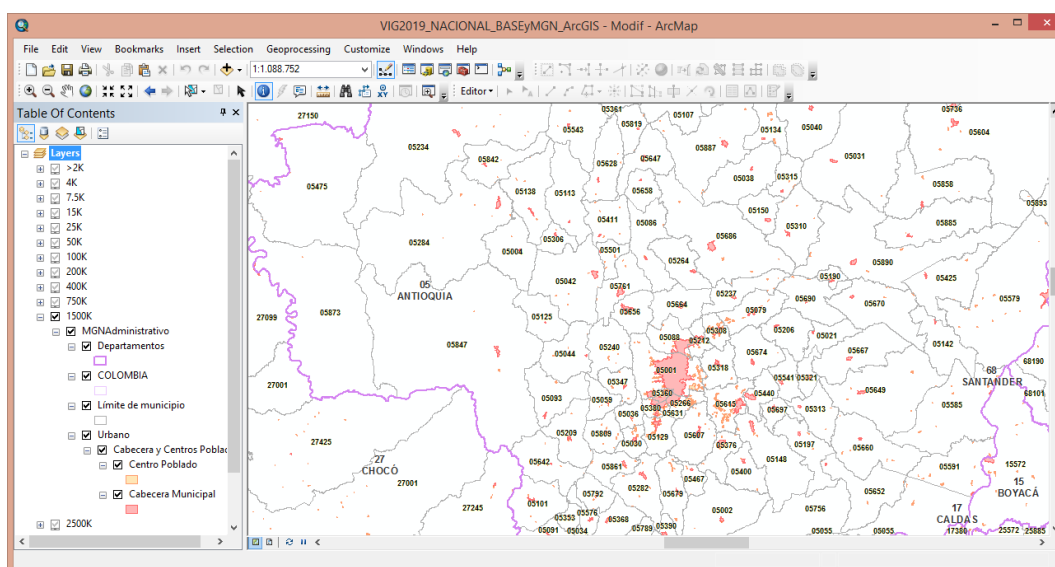 VIG2019_NACIONAL_BASEyMGN_ArcGIS - Modif - ArcMap
File Edit View Bookmarks Insert Selection Geoprocessing Customize Windows Help
1:1.088.752
Editor
Table Of Contents
Layers
>2K
4K
7.5K
15K
25K
50K
100K
200K
400K
750K
1500K
MGNAdministrativo
Departamentos
COLOMBIA
Límite de municipio
Urbano
Cabecera y Centros Poblac
Centro Poblado
Cabecera Municipal
2500K
27150 05361 05107 05736
05543 05819 05134 05040 05604
05234 05887
05842 05628 05647 05031
05475 05138 05113 05658 05038 05315 05858
05893
05411 05086 05150 05310 05885
05284 05004 05306 05501 05686
05264 05890
05042 05190 05425
05
ANTIOQUIA
05761 05237 05690 05670 05579
27099 05873 05125 05656 05664 05079
05088 05212 05308 05206 05021
05847 05044 05240 05674 05667 05142
05001 05318 68190
27001 05347 05541 05321 68
SANTANDER
05093 05059 05360 05440 05649 68101
05036 05380 05266 05615 05697 05313 05585
05631
27425 05209 05809 05030 05129 05607 05376 05197 05660
27
CHOCÓ
05642 05861 05148 05591 15572
05467 05400
27001 05282 05652 15
BOYACÁ
05101 05792 05679
27245 05353 05576 05368 05002 05756 17
CALDAS
05091 05034 05789 05390 05055 05055 17380 25572 25885